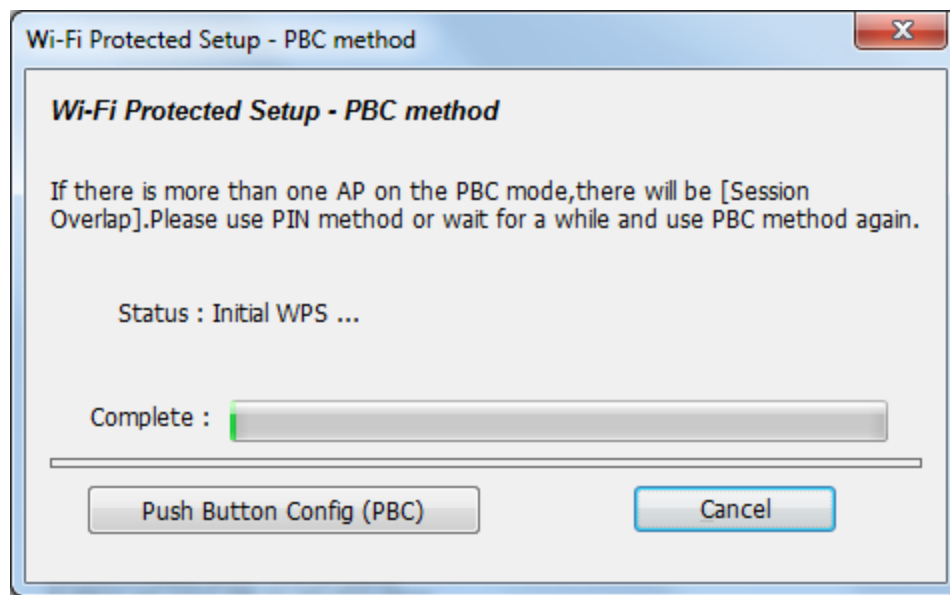 Wi-Fi Protected Setup - PBC method
Wi-Fi Protected Setup - PBC method
If there is more than one AP on the PBC mode,there will be [Session
Overlap].Please use PIN method or wait for a while and use PBC method again.
Status : Initial WPS ...
Complete :
Push Button Config (PBC)
Cancel